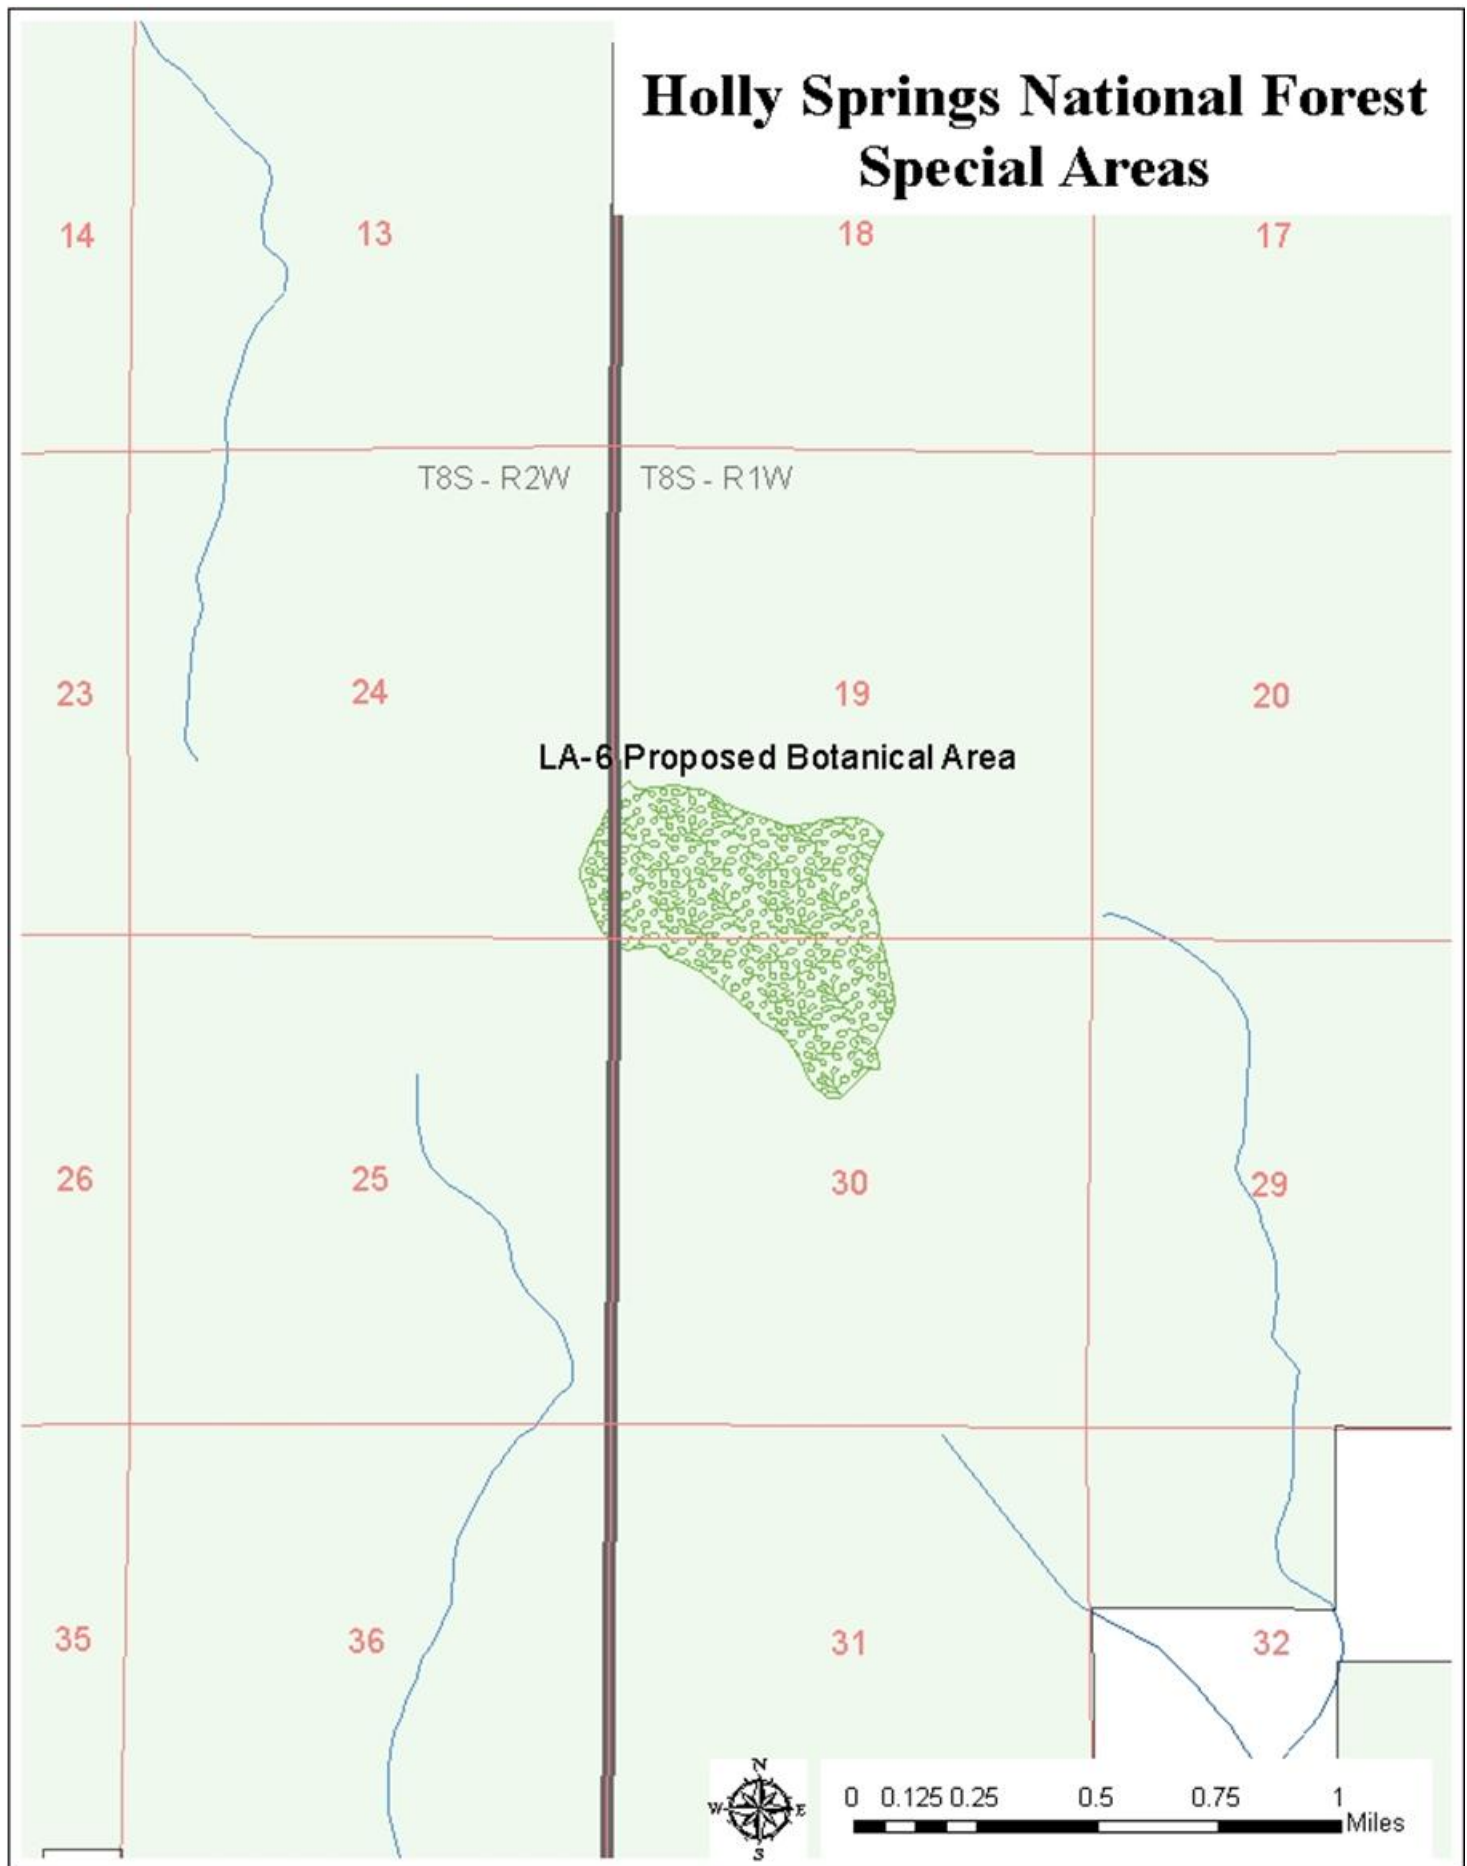 Holly Springs National Forest
Special Areas
14
13
18
17
T8S - R2W
T8S - R1W
23
24
19
20
LA-6 Proposed Botanical Area
26
25
30
29
35
36
31
32
N
W
E
S
0 0.125 0.25 0.5 0.75 1
Miles